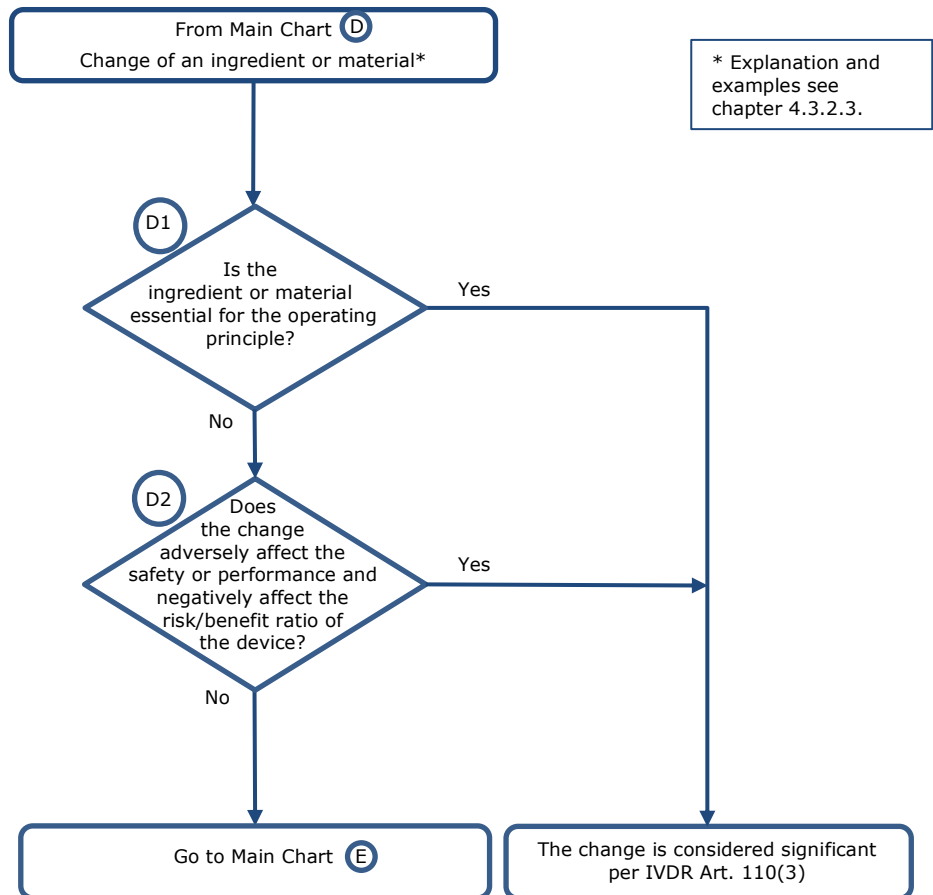 From Main Chart D
Change of an ingredient or material*
* Explanation and
examples see
chapter 4.3.2.3.
D1
Is the
ingredient or material
essential for the operating
principle?
Yes
No
D2
Does
the change
adversely affect the
safety or performance and
negatively affect the
risk/benefit ratio of
the device?
Yes
No
Go to Main Chart E
The change is considered significant
per IVDR Art. 110(3)